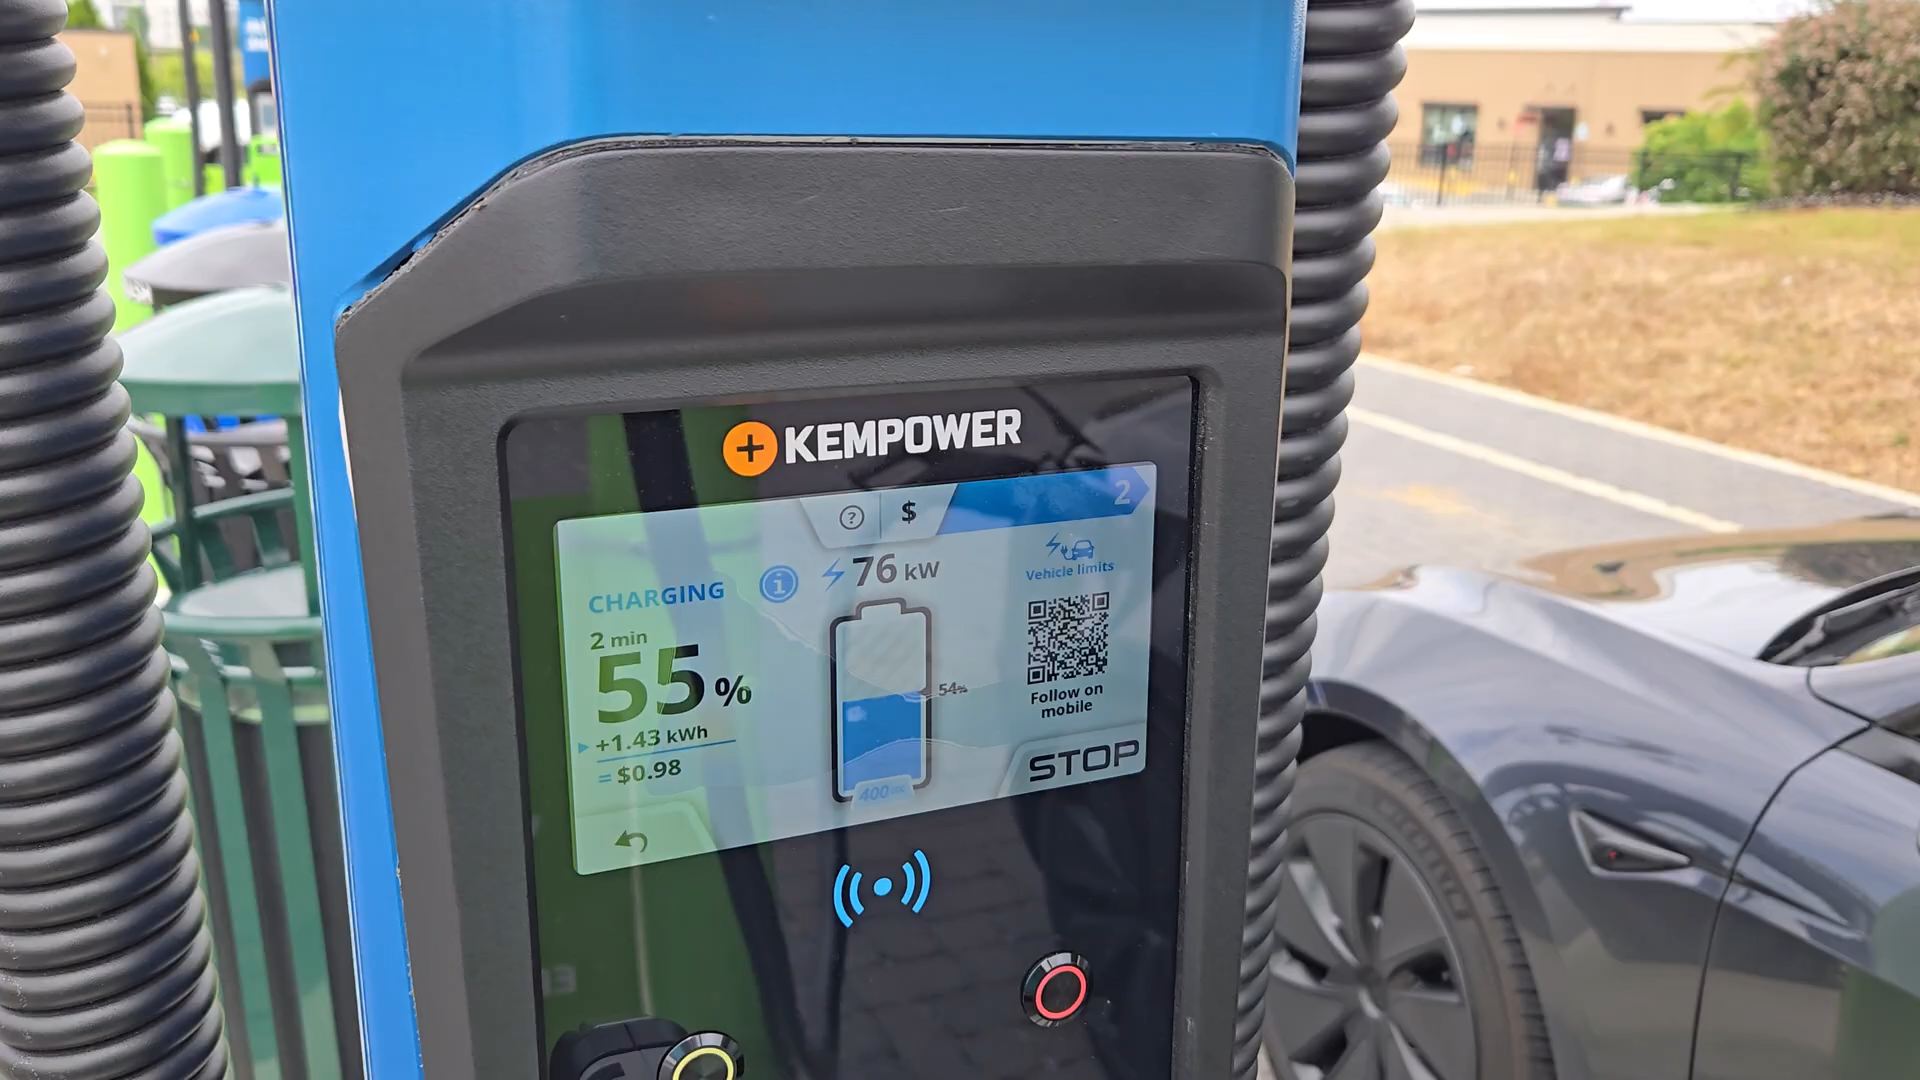 KEMPOWER
? $ 2
CHARGING
i
76 kW
Vehicle limits
2 min
55%
54%
+1.43 kWh
= $0.98
Follow on
mobile
STOP
400 VDC